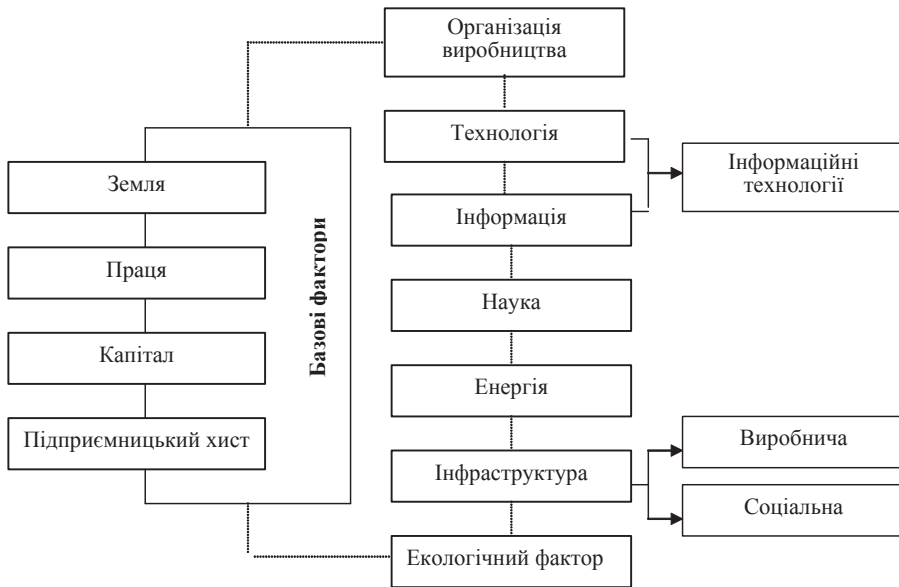 Організація
виробництва
Технологія
Інформаційні
технології
Земля
Інформація
Праця
Базові фактори
Наука
Капітал
Енергія
Підприємницький хист
Виробнича
Інфраструктура
Соціальна
Екологічний фактор